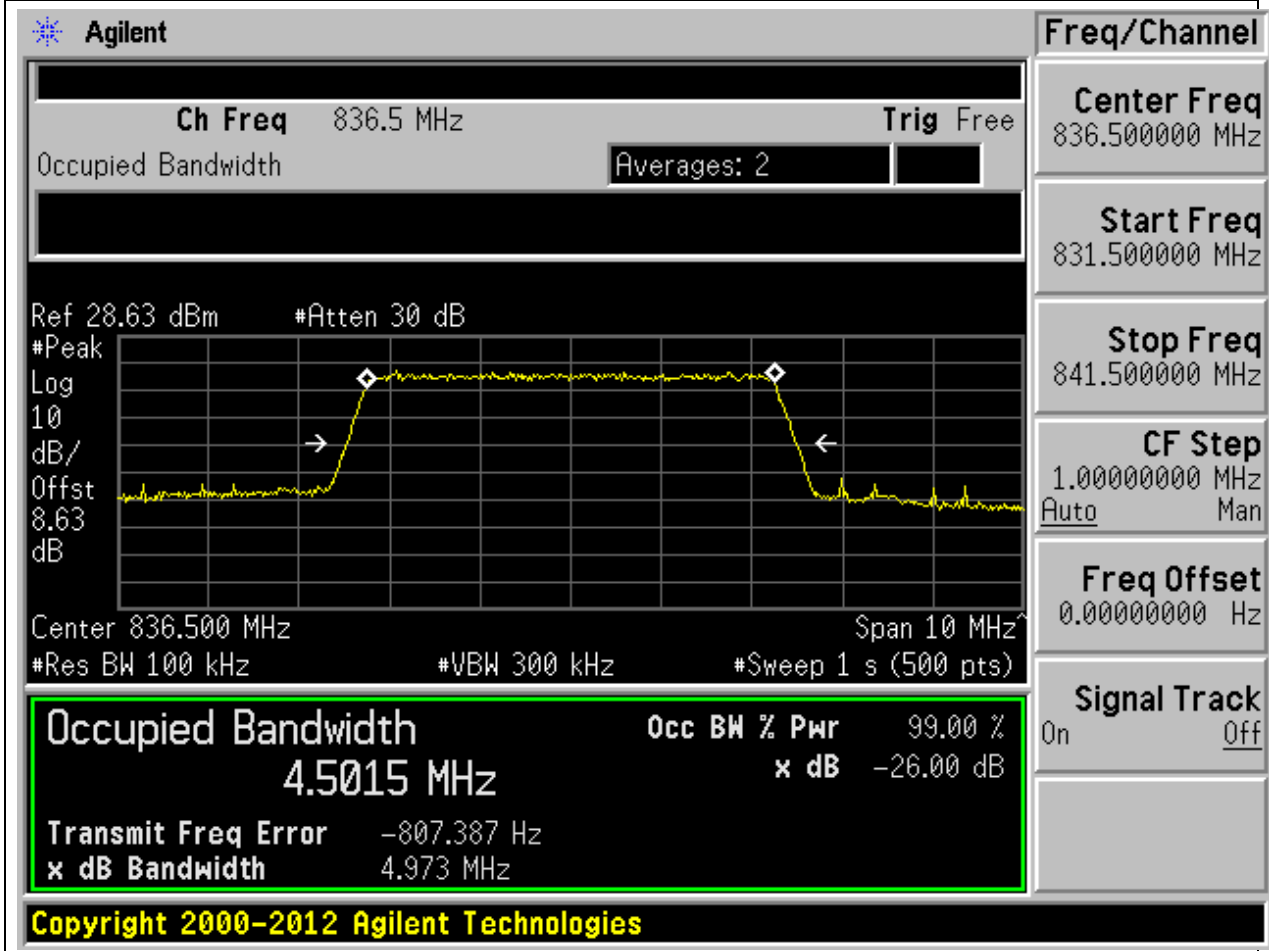 Agilent
Freq/Channel
Ch Freq 836.5 MHz Trig Free
Occupied Bandwidth Averages: 2
Ref 28.63 dBm #Atten 30 dB
#Peak
Log
10
dB/
Offst
8.63
dB
Center 836.500 MHz Span 10 MHz^
#Res BW 100 kHz #VBW 300 kHz #Sweep 1 s (500 pts)
Occupied Bandwidth
4.5015 MHz
Occ BW % Pwr 99.00 %
x dB -26.00 dB
Transmit Freq Error -807.387 Hz
x dB Bandwidth 4.973 MHz
Center Freq
836.500000 MHz
Start Freq
831.500000 MHz
Stop Freq
841.500000 MHz
CF Step
1.00000000 MHz
Auto Man
Freq Offset
0.00000000 Hz
Signal Track
On Off
Copyright 2000-2012 Agilent Technologies